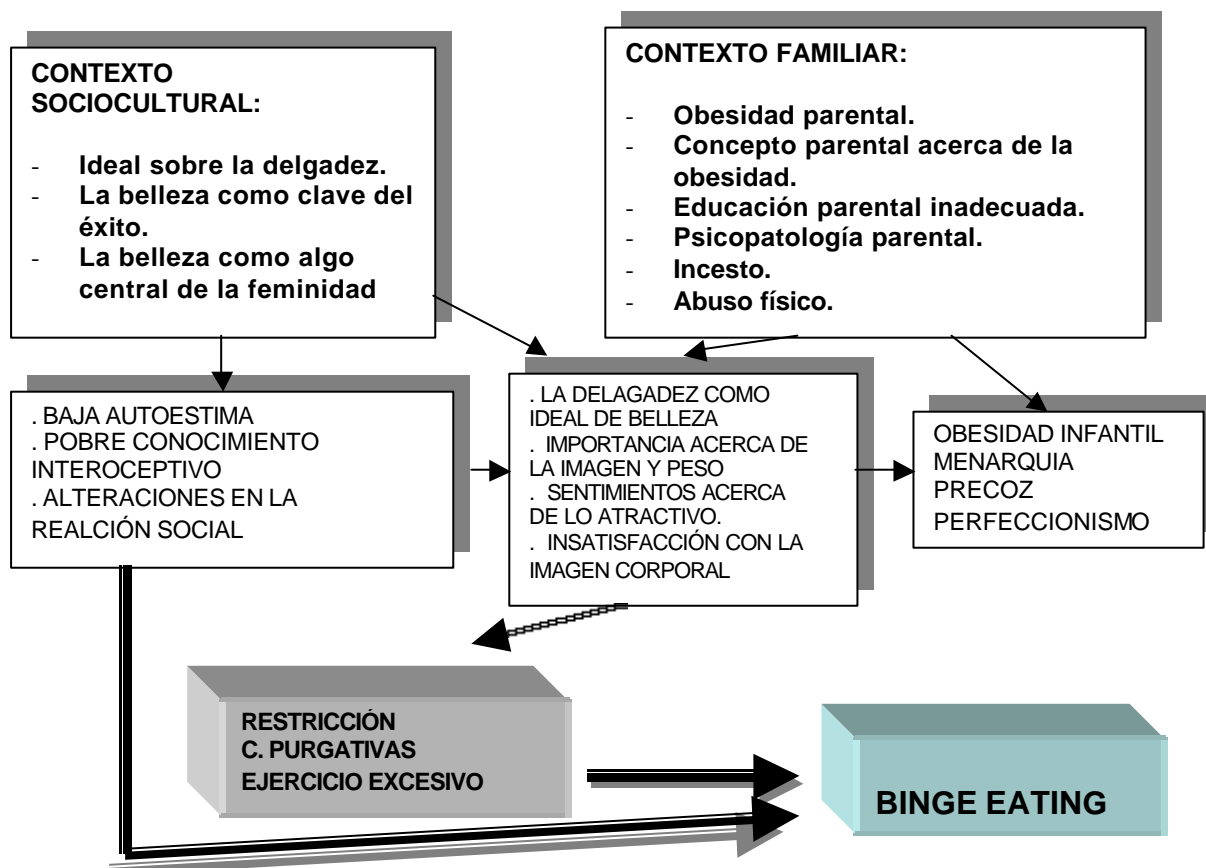 CONTEXTO
SOCIOCULTURAL:
- Ideal sobre la delgadez.
- La belleza como clave del
éxito.
- La belleza como algo
central de la feminidad
CONTEXTO FAMILIAR:
- Obesidad parental.
- Concepto parental acerca de la
obesidad.
- Educación parental inadecuada.
- Psicopatología parental.
- Incesto.
- Abuso físico.
. BAJA AUTOESTIMA
. POBRE CONOCIMIENTO
INTEROCEPTIVO
. ALTERACIONES EN LA
REALCIÓN SOCIAL
. LA DELAGADEZ COMO
IDEAL DE BELLEZA
. IMPORTANCIA ACERCA DE
LA IMAGEN Y PESO
. SENTIMIENTOS ACERCA
DE LO ATRACTIVO.
. INSATISFACCIÓN CON LA
IMAGEN CORPORAL
OBESIDAD INFANTIL
MENARQUIA
PRECOZ
PERFECCIONISMO
RESTRICCIÓN
C. PURGATIVAS
EJERCICIO EXCESIVO
BINGE EATING